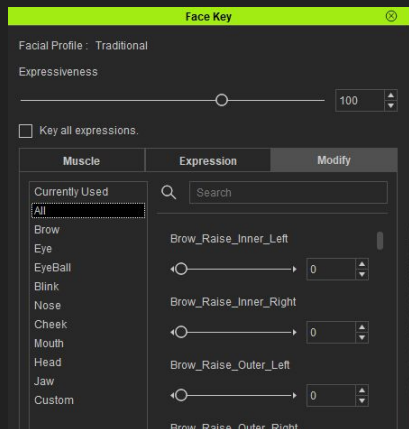 Face Key
Facial Profile : Traditional
Expressiveness
100
Key all expressions.
Muscle Expression Modify
Currently Used
All
Brow
Eye
EyeBall
Blink
Nose
Cheek
Mouth
Head
Jaw
Custom
Search
Brow_Raise_Inner_Left
0
Brow_Raise_Inner_Right
0
Brow_Raise_Outer_Left
0
Brow_Raise_Outer_Right